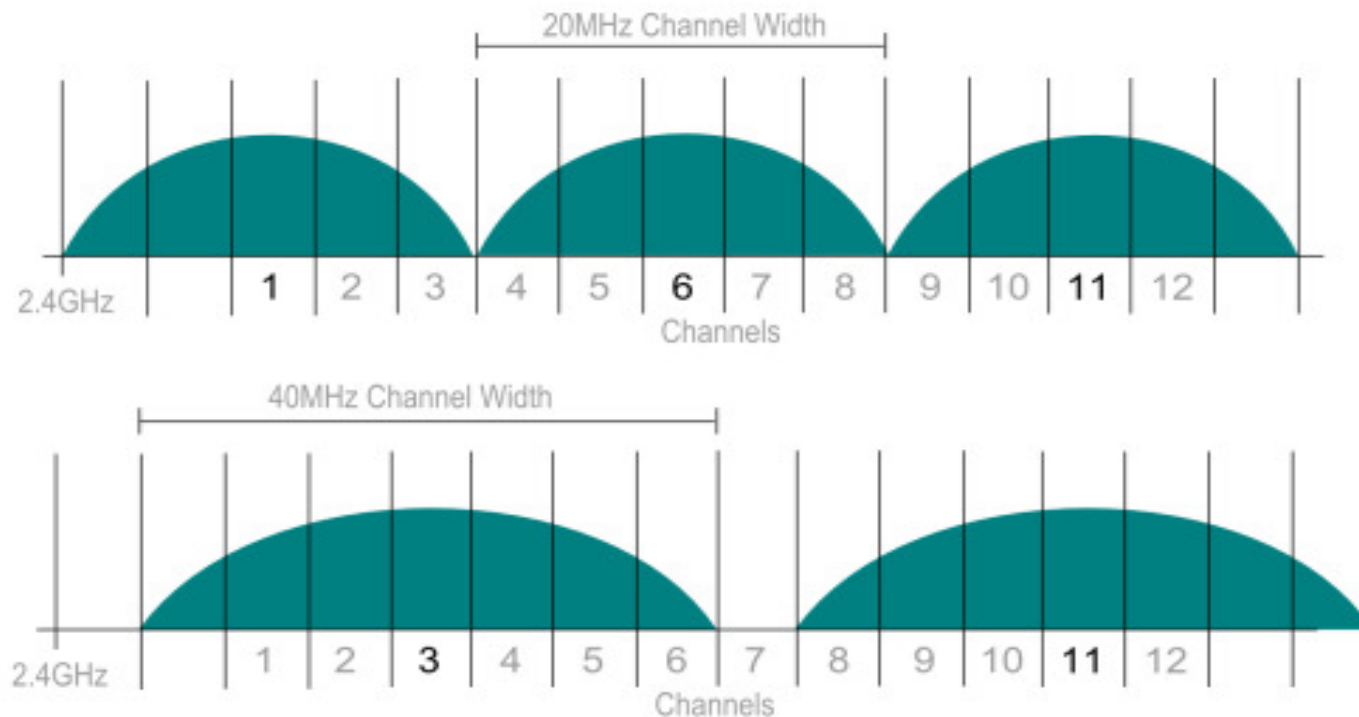 20MHz Channel Width
2.4GHz 1 2 3 4 5 6 7 8 9 10 11 12
Channels
40MHz Channel Width
2.4GHz 1 2 3 4 5 6 7 8 9 10 11 12
Channels